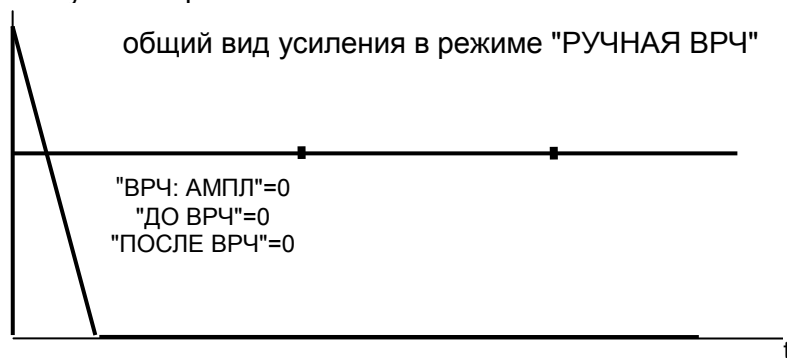 общий вид усиления в режиме "РУЧНАЯ ВРЧ"
"ВРЧ: АМПЛ"=0
"ДО ВРЧ"=0
"ПОСЛЕ ВРЧ"=0
t